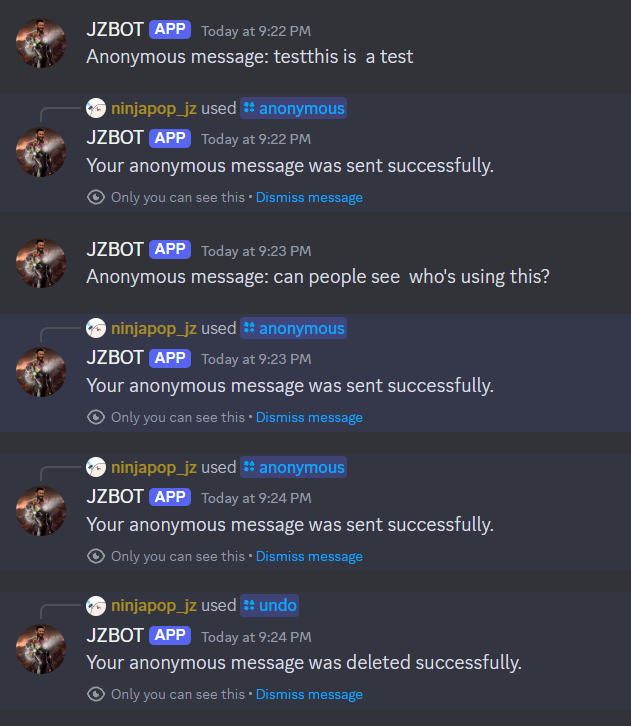 JZBOT APP Today at 9:22 PM
Anonymous message: testthis is  a test
ninjapop_jz used anonymous
JZBOT APP Today at 9:22 PM
Your anonymous message was sent successfully.
Only you can see this • Dismiss message
JZBOT APP Today at 9:23 PM
Anonymous message: can people see  who's using this?
ninjapop_jz used anonymous
JZBOT APP Today at 9:23 PM
Your anonymous message was sent successfully.
Only you can see this • Dismiss message
ninjapop_jz used anonymous
JZBOT APP Today at 9:24 PM
Your anonymous message was sent successfully.
Only you can see this • Dismiss message
ninjapop_jz used undo
JZBOT APP Today at 9:24 PM
Your anonymous message was deleted successfully.
Only you can see this • Dismiss message